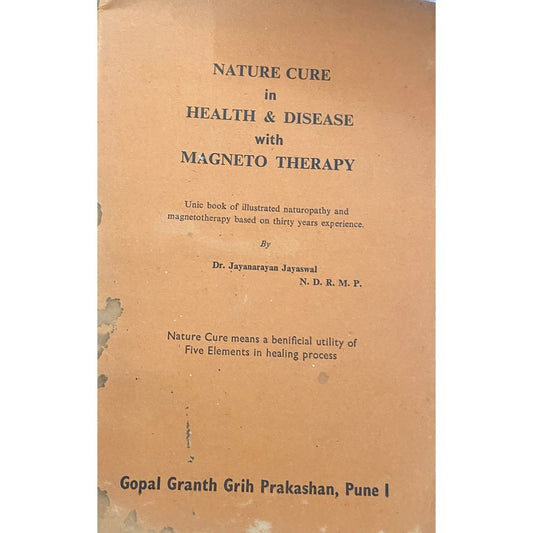 NATURE CURE
in
HEALTH & DISEASE
with
MAGNETO THERAPY
Unic book of illustrated naturopathy and
magnetotherapy based on thirty years experience.
By
Dr. Jayanarayan Jayaswal
N. D. R. M. P.
Nature Cure means a benificial utility of
Five Elements in healing process
Gopal Granth Grih Prakashan, Pune 1